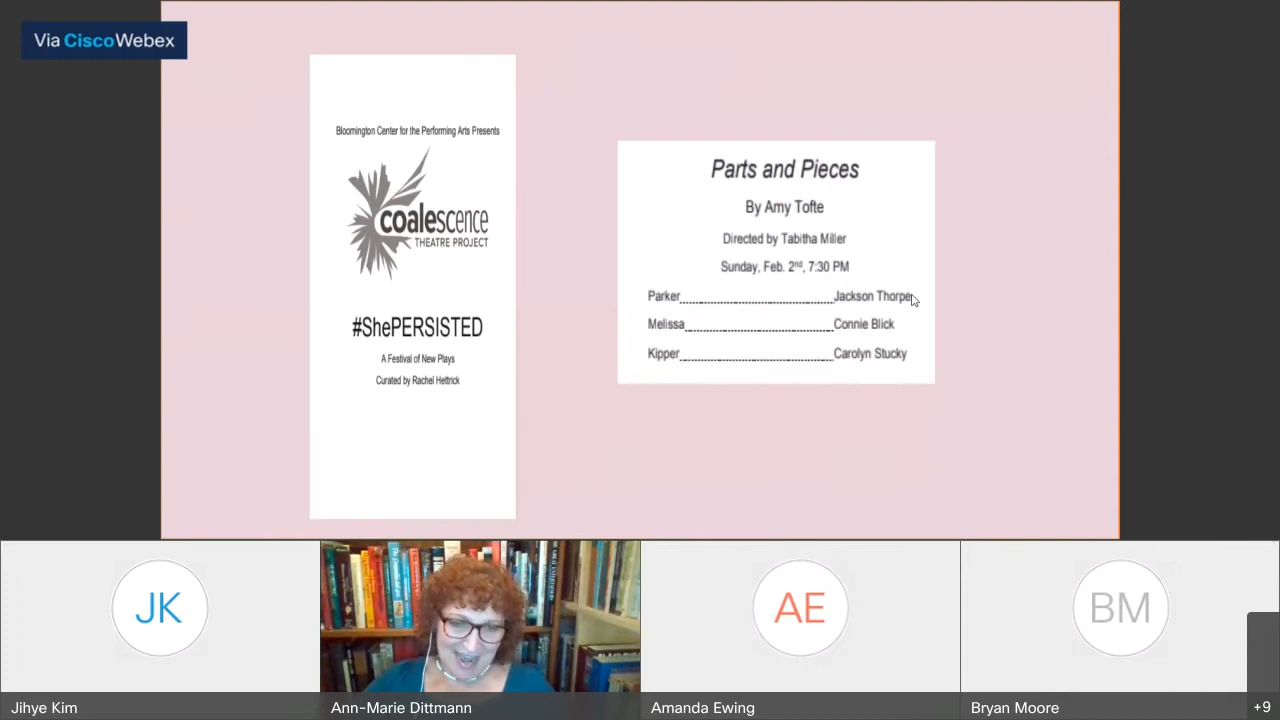 Via Cisco Webex
Bloomington Center for the Performing Arts Presents
coalescence
THEATRE PROJECT
#ShePERSISTED
A Festival of New Plays
Curated by Rachel Hettrick
Parts and Pieces
By Amy Tofte
Directed by Tabitha Miller
Sunday, Feb. 2nd, 7:30 PM
Parker Jackson Thorpe
Melissa Connie Blick
Kipper Carolyn Stucky
JK
AE
BM
Jihye Kim
Ann-Marie Dittmann
Amanda Ewing
Bryan Moore
+9